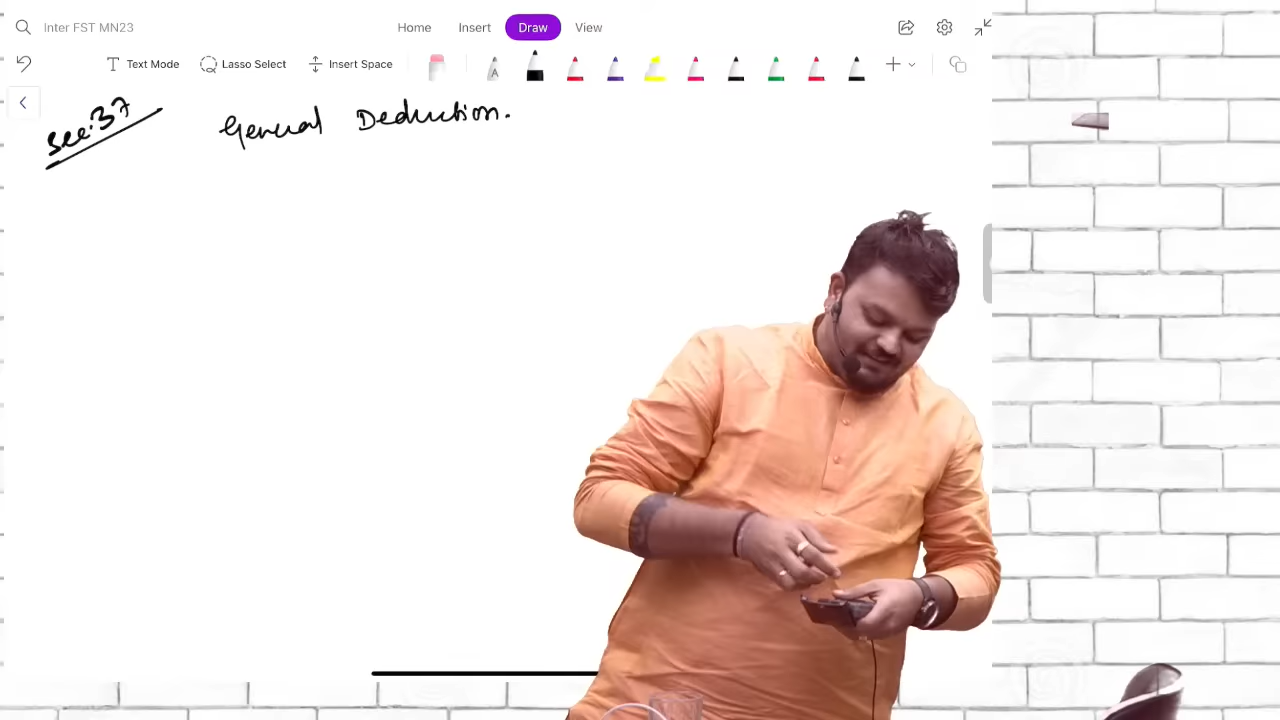 Inter FST MN23
Home Insert Draw View
Text Mode Lasso Select Insert Space
A
Sec. 37 General Deduction.